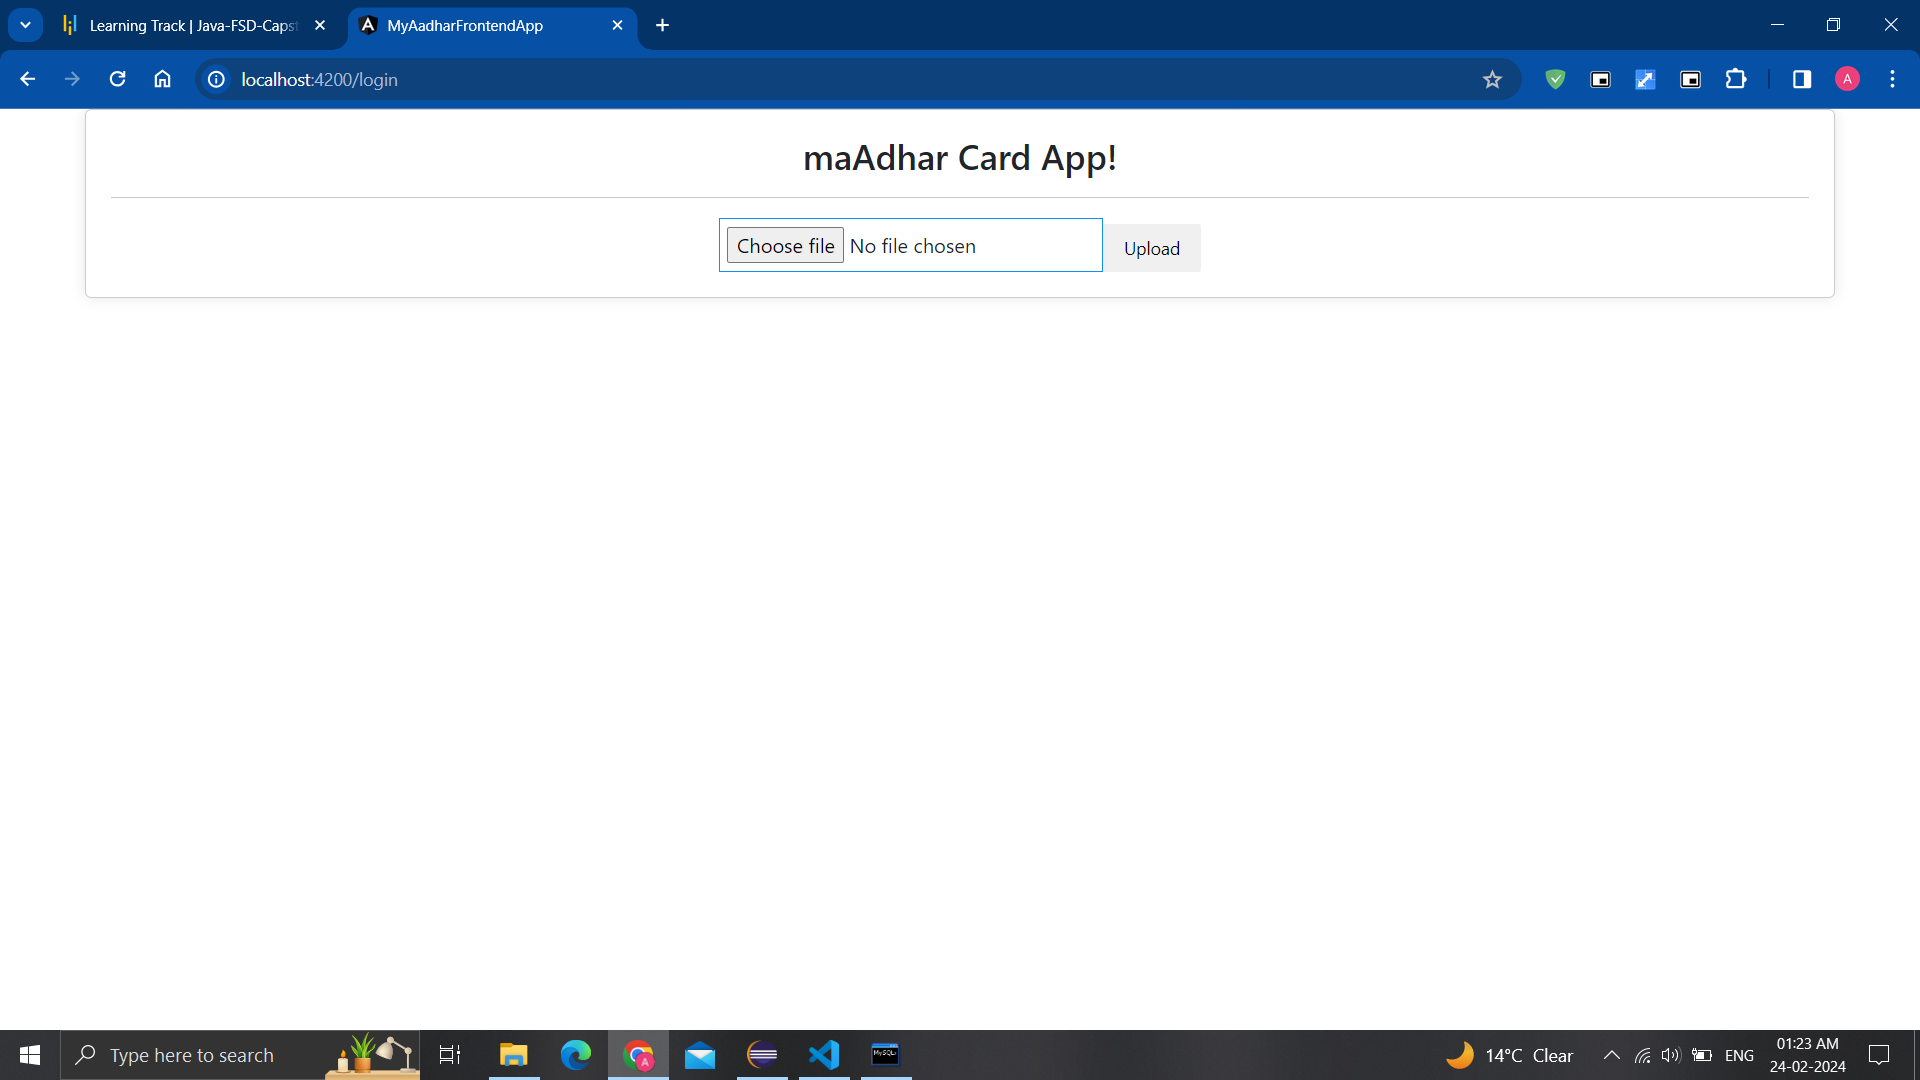 Learning Track | Java-FSD-Capst
MyAadharFrontendApp
localhost:4200/login
A
maAdhar Card App!
Choose file No file chosen
Upload
Type here to search
A
MySQL
14°C Clear
ENG
01:23 AM
24-02-2024